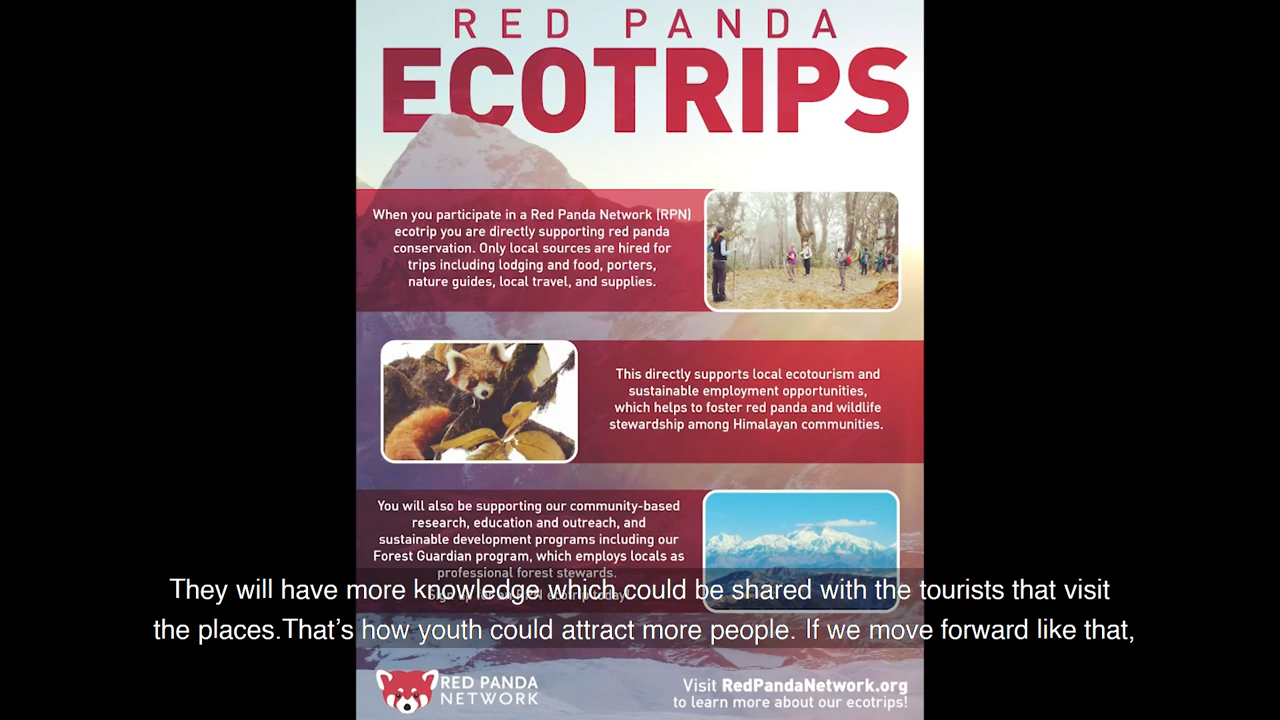 RED PANDA
ECOTRIPS
When you participate in a Red Panda Network (RPN)
ecotrip you are directly supporting red panda
conservation. Only local sources are hired for
trips including lodging and food, porters,
nature guides, local travel, and supplies.
This directly supports local ecotourism and
sustainable employment opportunities,
which helps to foster red panda and wildlife
stewardship among Himalayan communities.
You will also be supporting our community-based
research, education and outreach, and
sustainable development programs including our
Forest Guardian program, which employs locals as
professional forest stewards.
They will have more knowledge which could be shared with the tourists that visit
the places.That's how youth could attract more people. If we move forward like that,
RED PANDA
NETWORK
Visit RedPandaNetwork.org
to learn more about our ecotrips!